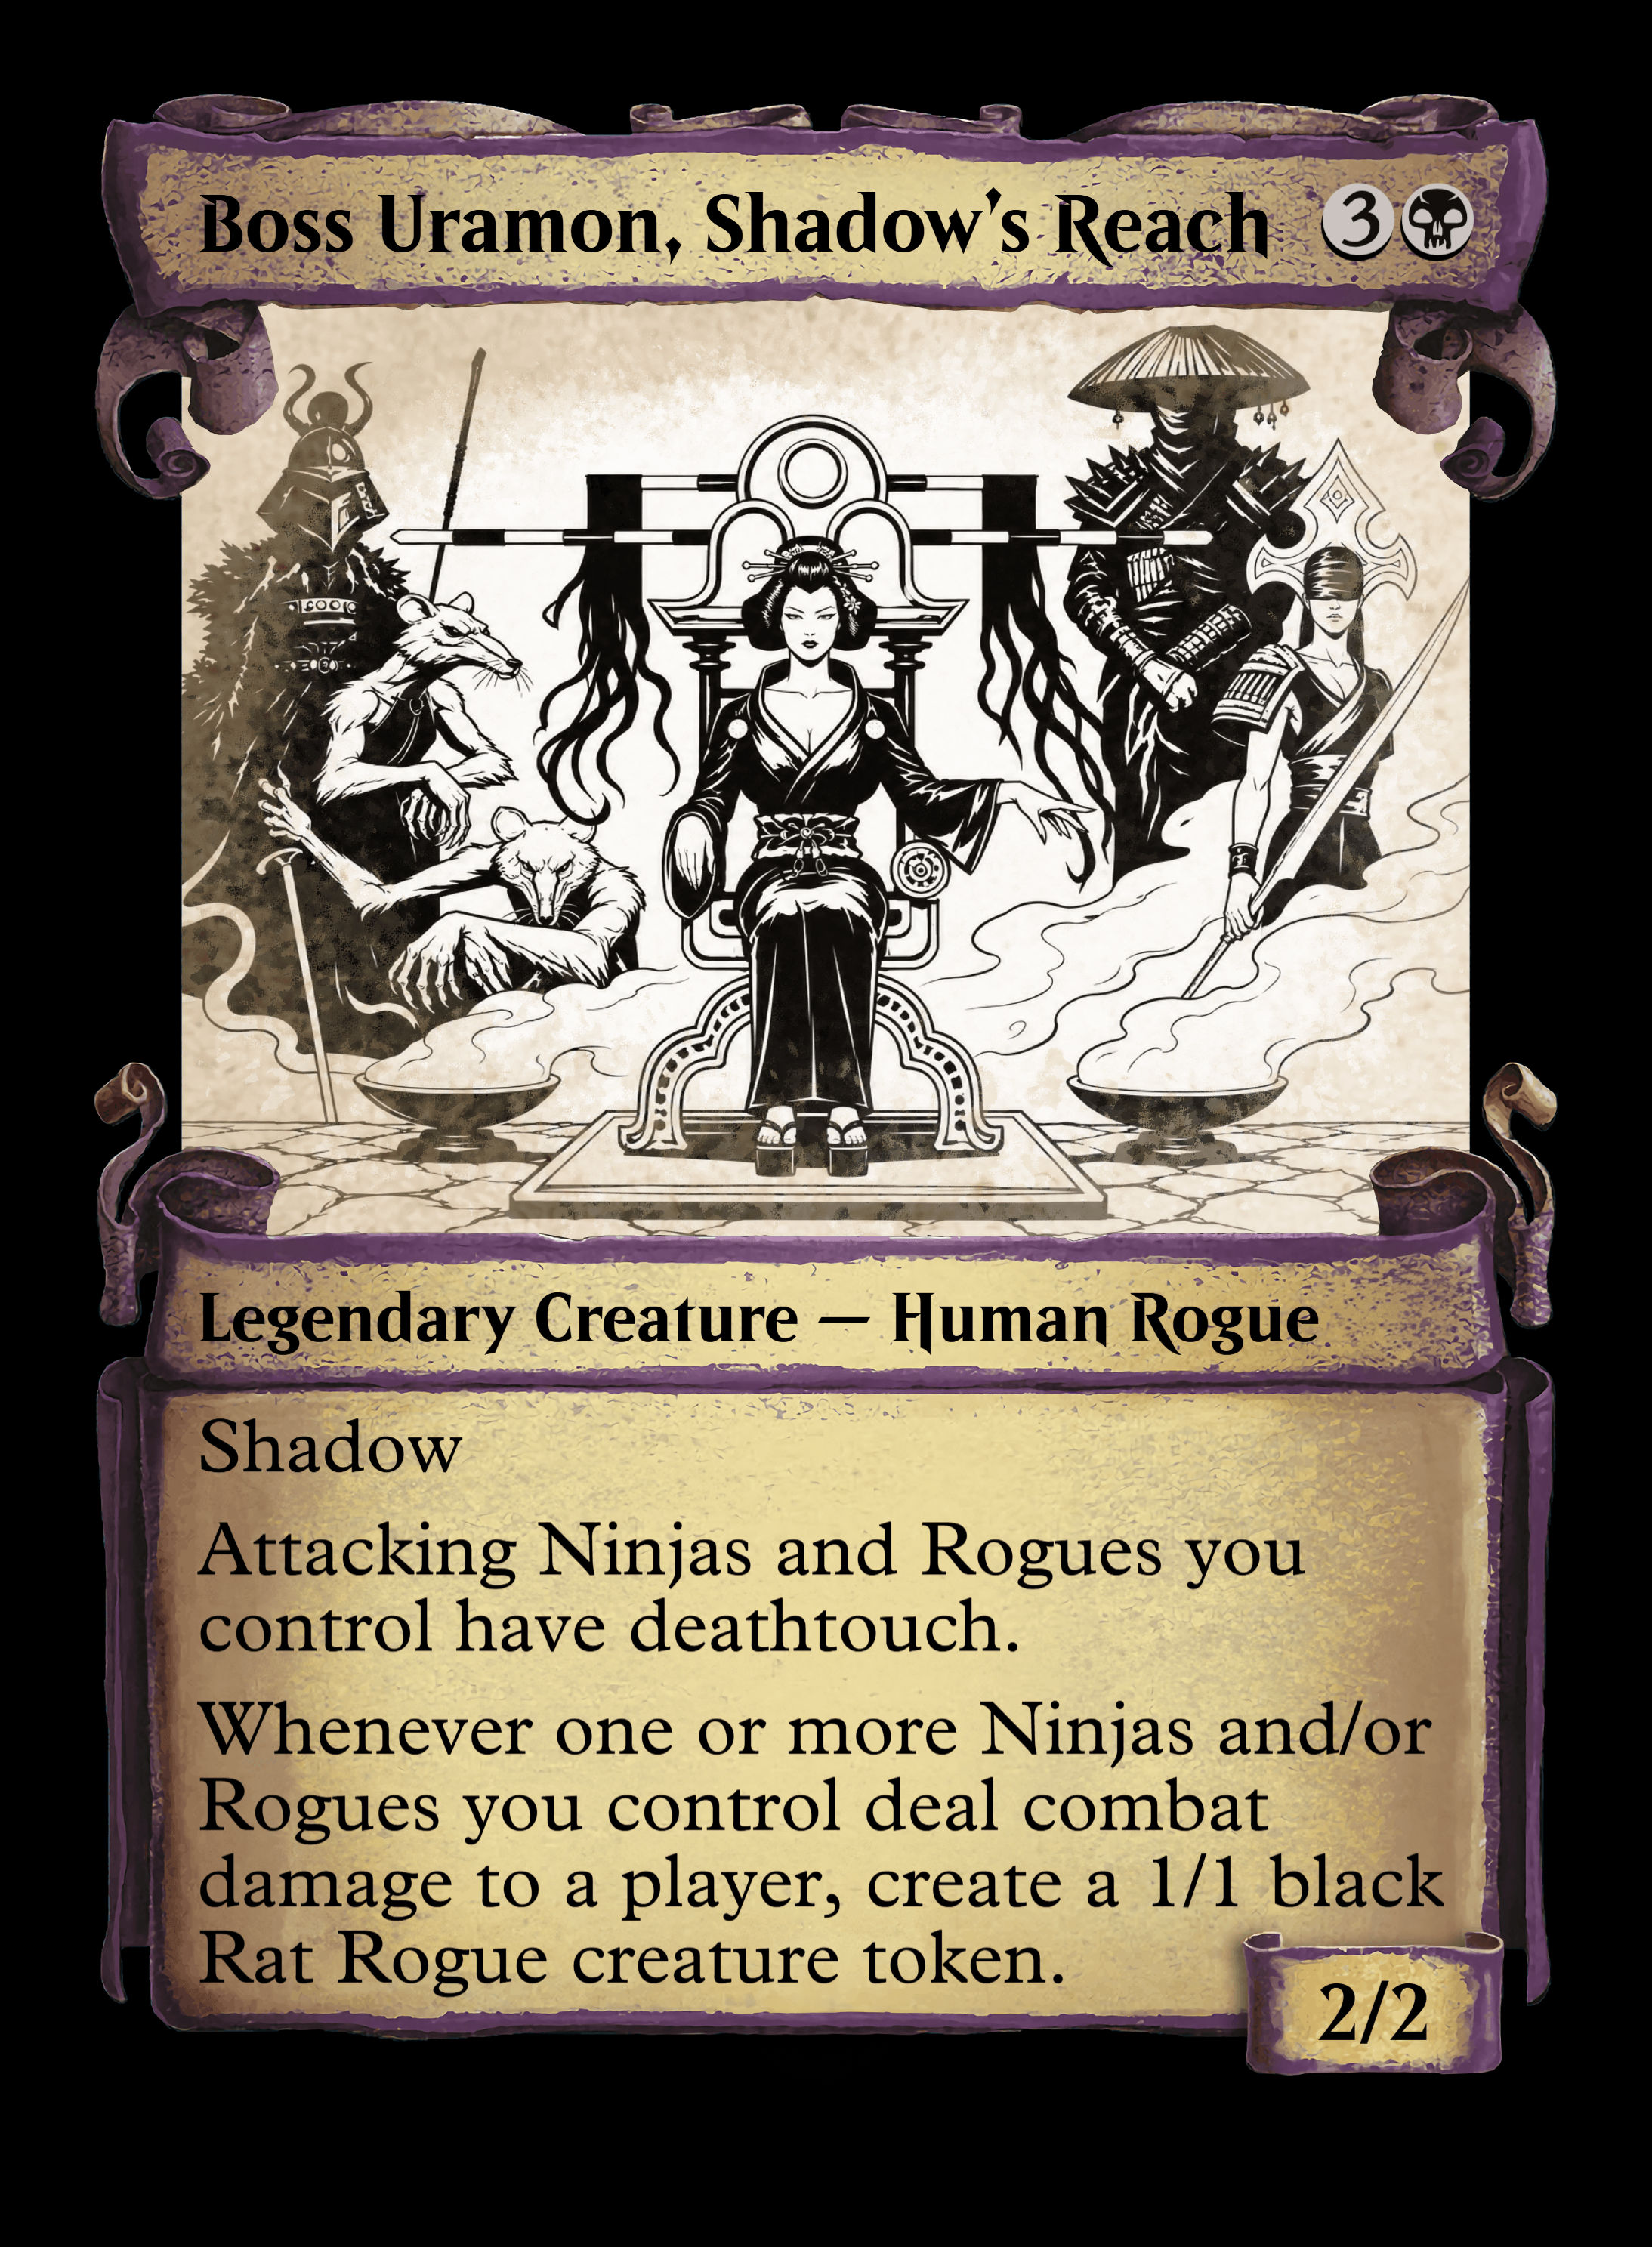 Boss Uramon, Shadow's Reach 3
Legendary Creature — Human Rogue
Shadow
Attacking Ninjas and Rogues you
control have deathtouch.
Whenever one or more Ninjas and/or
Rogues you control deal combat
damage to a player, create a 1/1 black
Rat Rogue creature token.
2/2